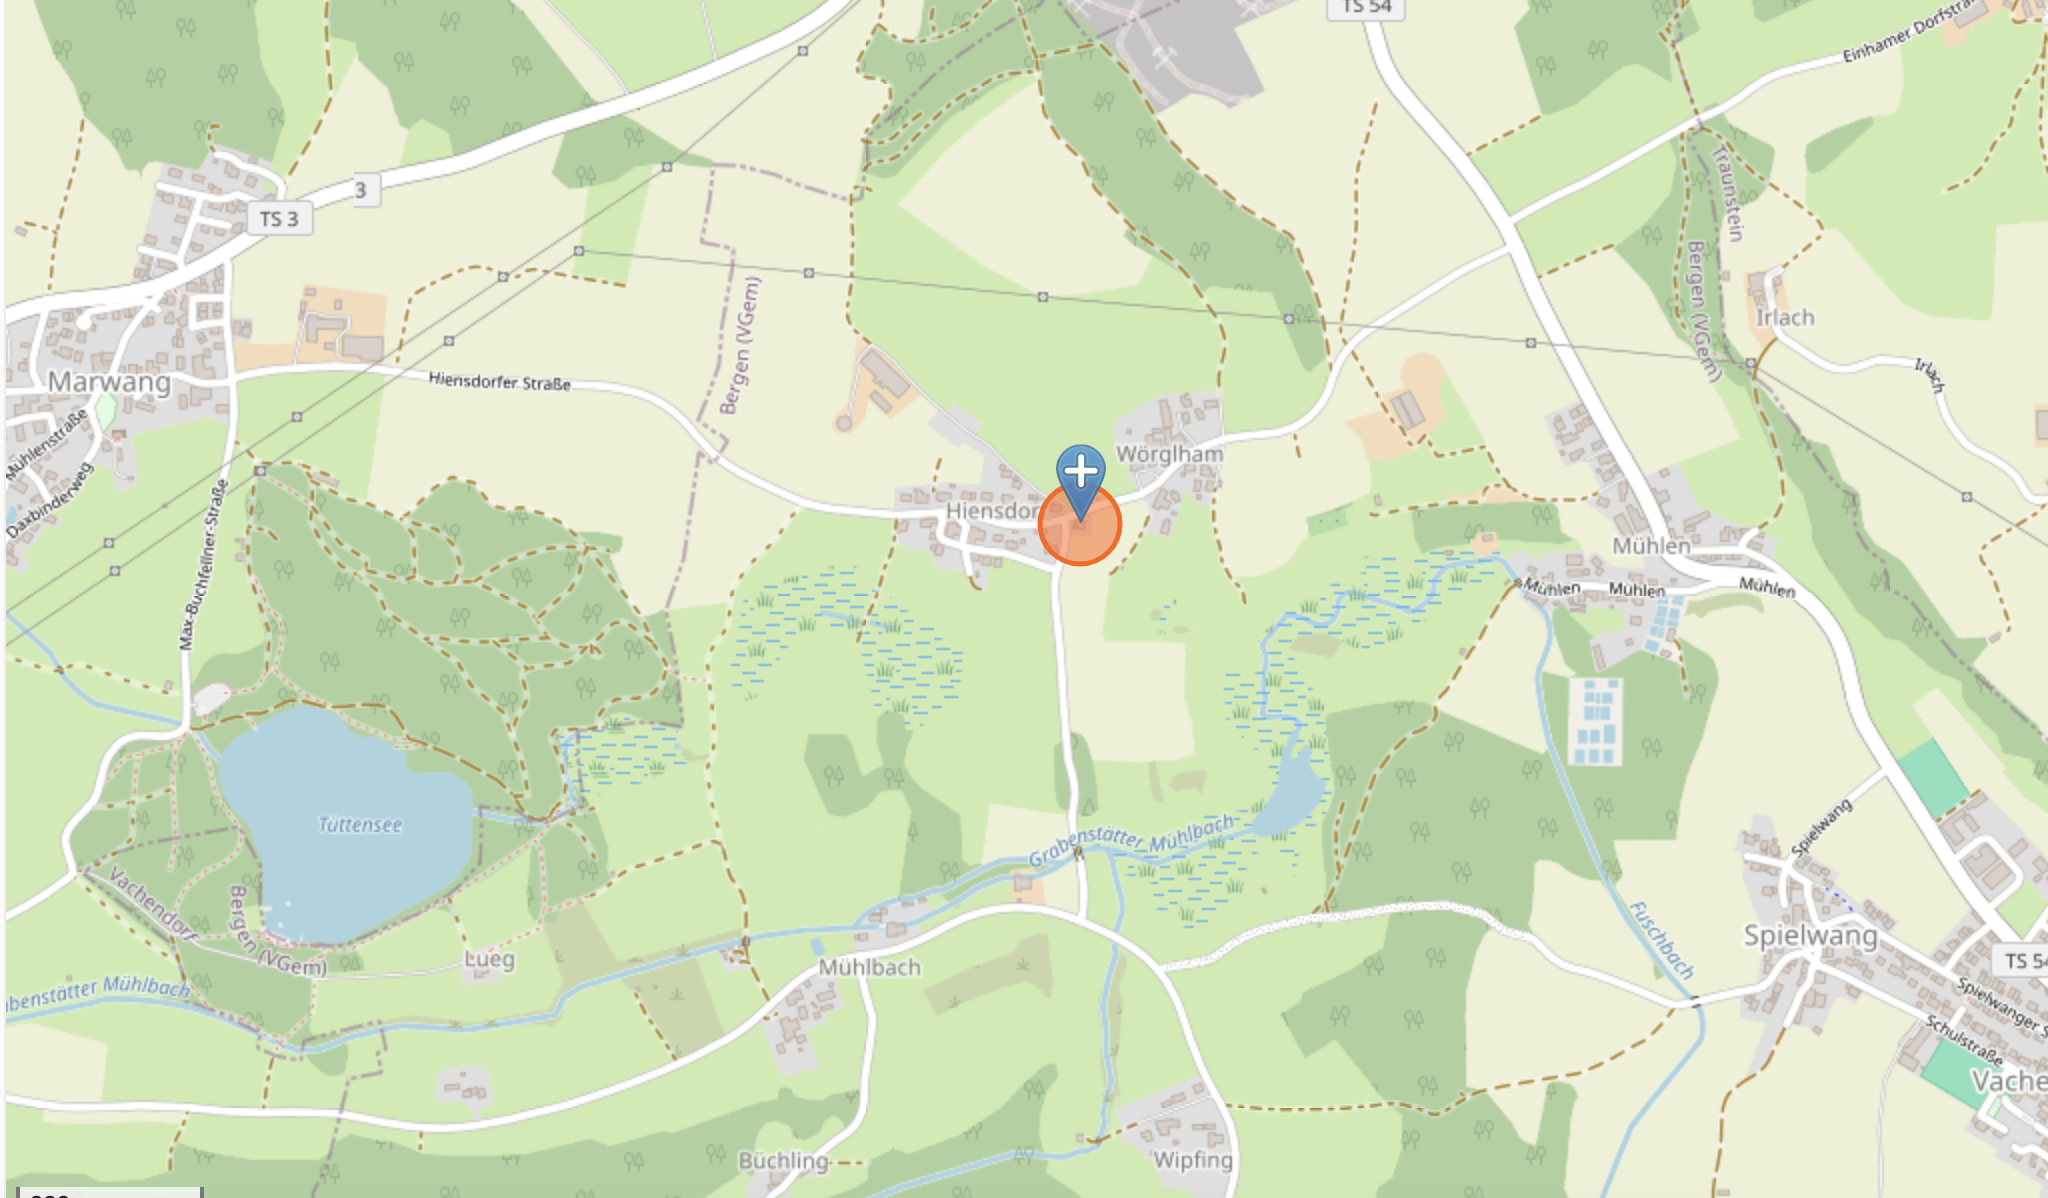 TS 54
Einhamer Dorfstra
3
TS 3
Traunstein
Bergen (VGem)
Irlach
Irlach
Bergen (VGem)
Marwang
Hiensdorfer Straße
Mühlenstraße
Daxbinderweg
Max-Buchfellner-Straße
Wörglham
Hiensdor
Mühlen
Mühlen
Mühlen
Mühlen
Tüttensee
Grabenstätter Mühlbach
Spielwang
Vachendorf
Bergen (VGem)
Lueg
Mühlbach
Fuschbach
Spielwang
TS 54
Spielwanger S
Schulstraße
Vache
abenstätter Mühlbach
Büchling
Wipfing